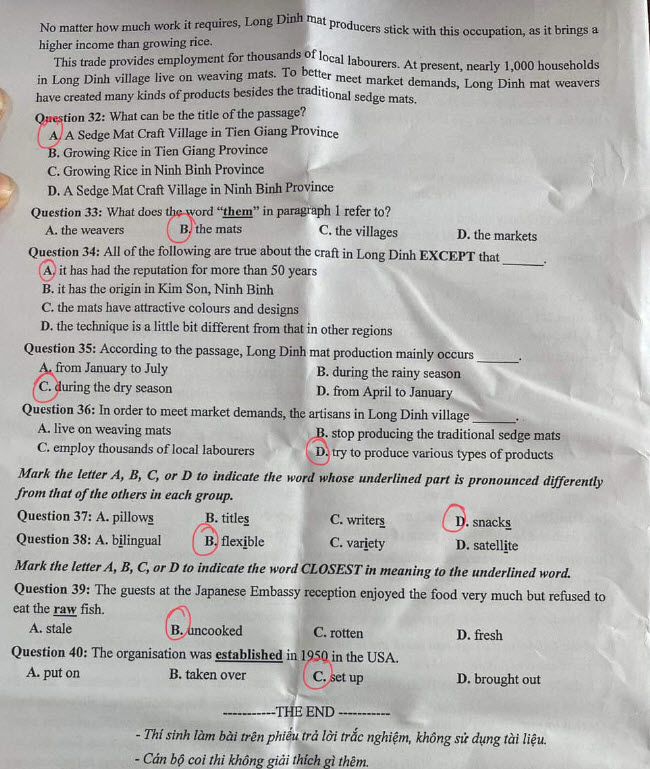 No matter how much work it requires, Long Dinh mat producers stick with this occupation, as it brings a
higher income than growing rice.
This trade provides employment for thousands of local labourers. At present, nearly 1,000 households
in Long Dinh village live on weaving mats. To better meet market demands, Long Dinh mat weavers
have created many kinds of products besides the traditional sedge mats.
Question 32: What can be the title of the passage?
A. A Sedge Mat Craft Village in Tien Giang Province
B. Growing Rice in Tien Giang Province
C. Growing Rice in Ninh Binh Province
D. A Sedge Mat Craft Village in Ninh Binh Province
Question 33: What does the word “them” in paragraph 1 refer to?
A. the weavers B. the mats C. the villages D. the markets
Question 34: All of the following are true about the craft in Long Dinh EXCEPT that ______.
A. it has had the reputation for more than 50 years
B. it has the origin in Kim Son, Ninh Binh
C. the mats have attractive colours and designs
D. the technique is a little bit different from that in other regions
Question 35: According to the passage, Long Dinh mat production mainly occurs ______.
A. from January to July B. during the rainy season
C. during the dry season D. from April to January
Question 36: In order to meet market demands, the artisans in Long Dinh village ______.
A. live on weaving mats B. stop producing the traditional sedge mats
C. employ thousands of local labourers D. try to produce various types of products
Mark the letter A, B, C, or D to indicate the word whose underlined part is pronounced differently
from that of the others in each group.
Question 37: A. pillows B. titles C. writers D. snacks
Question 38: A. bilingual B. flexible C. variety D. satellite
Mark the letter A, B, C, or D to indicate the word CLOSEST in meaning to the underlined word.
Question 39: The guests at the Japanese Embassy reception enjoyed the food very much but refused to
eat the raw fish.
A. stale B. uncooked C. rotten D. fresh
Question 40: The organisation was established in 1950 in the USA.
A. put on B. taken over C. set up D. brought out
-----------THE END -----------
- Thí sinh làm bài trên phiếu trả lời trắc nghiệm, không sử dụng tài liệu.
- Cán bộ coi thi không giải thích gì thêm.